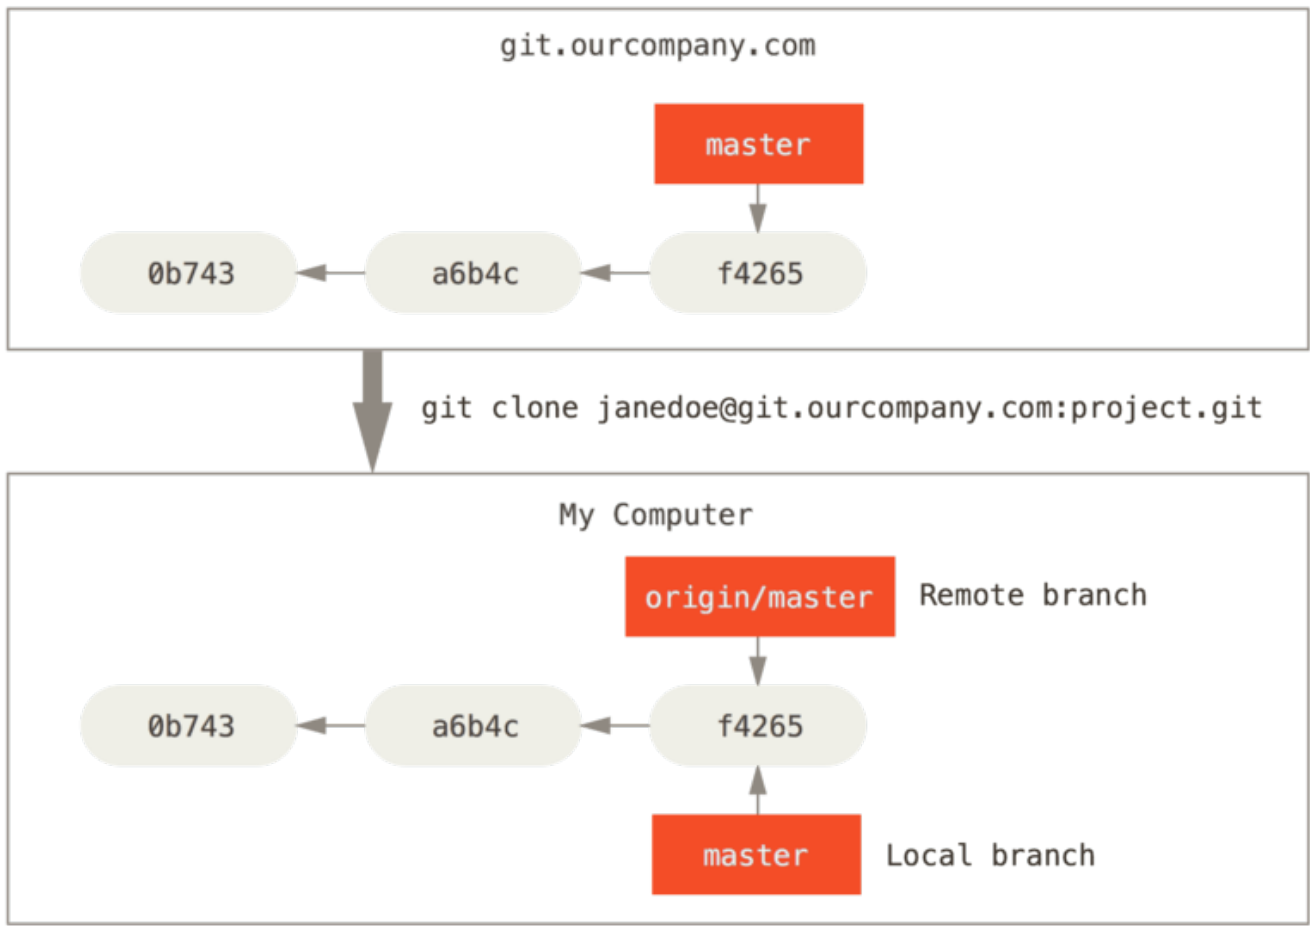 git.ourcompany.com
master
0b743
a6b4c
f4265
git clone janedoe@git.ourcompany.com:project.git
My Computer
origin/master
Remote branch
0b743
a6b4c
f4265
master
Local branch